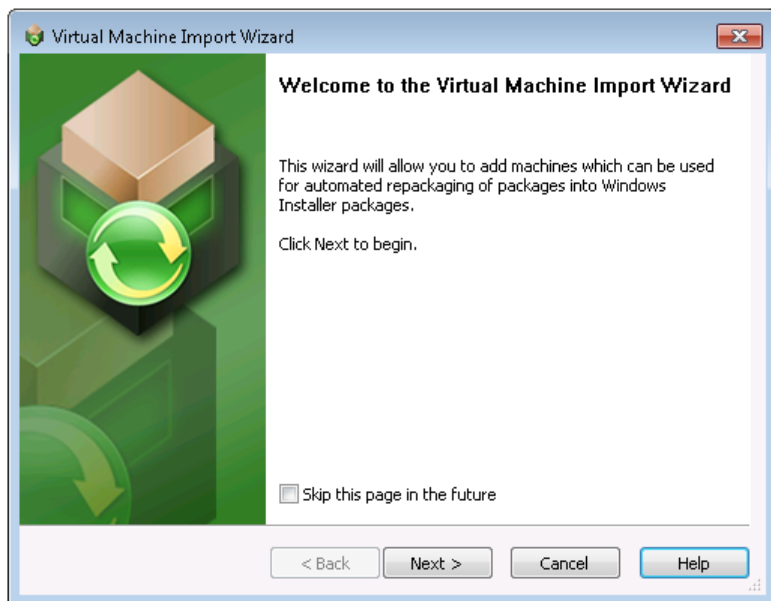 Virtual Machine Import Wizard
Welcome to the Virtual Machine Import Wizard
This wizard will allow you to add machines which can be used
for automated repackaging of packages into Windows
Installer packages.
Click Next to begin.
Skip this page in the future
< Back
Next >
Cancel
Help